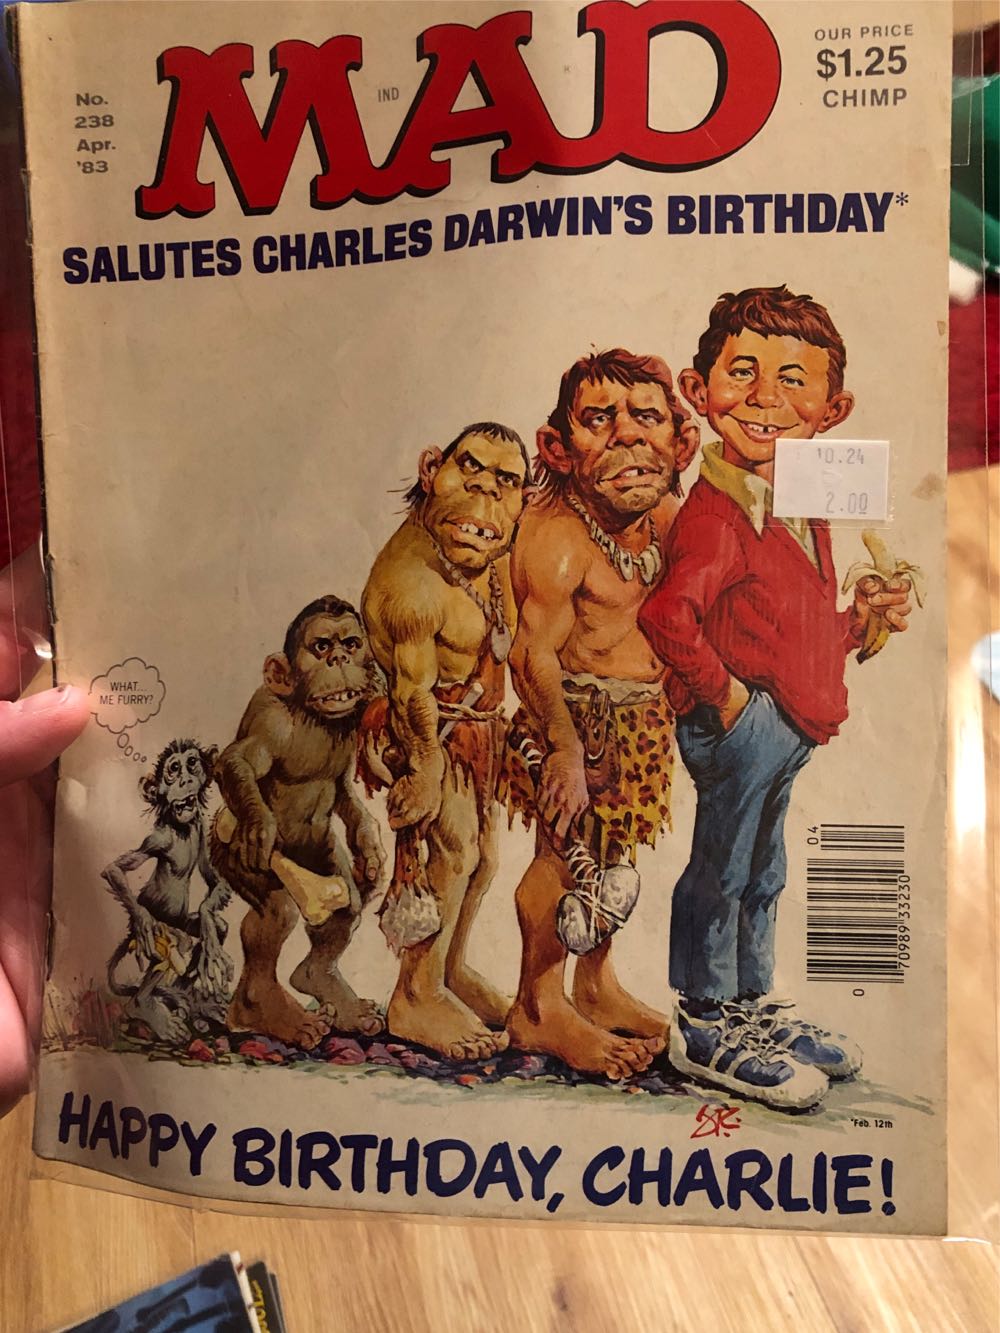 OUR PRICE
$1.25
CHIMP
No.
238
Apr.
'83
IND
MAD
SALUTES CHARLES DARWIN'S BIRTHDAY*
10.24
2.00
WHAT...
ME FURRY?
04
70989 33230
0
*Feb. 12th
HAPPY BIRTHDAY, CHARLIE!